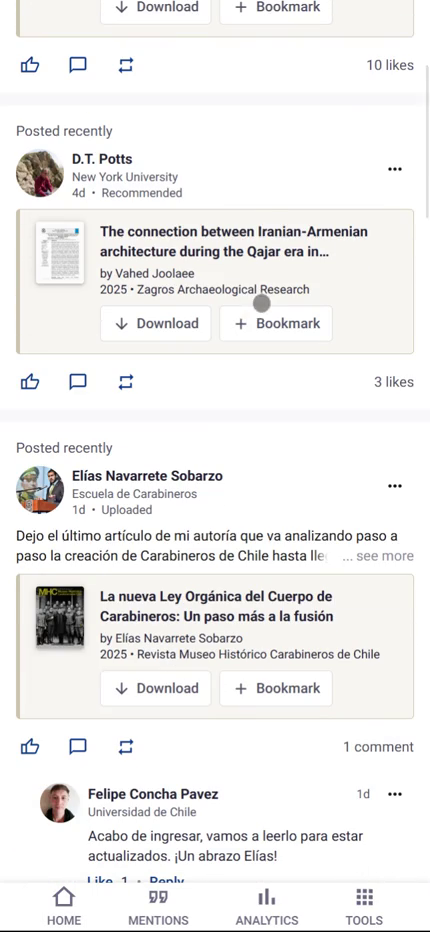 Download
Bookmark
10 likes
Posted recently
D.T. Potts
New York University
4d • Recommended
The connection between Iranian-Armenian
architecture during the Qajar era in...
by Vahed Joolaee
2025 • Zagros Archaeological Research
Download
Bookmark
3 likes
Posted recently
Elías Navarrete Sobarzo
Escuela de Carabineros
1d • Uploaded
Dejo el último artículo de mi autoría que va analizando paso a
paso la creación de Carabineros de Chile hasta lle ... see more
MHC
La nueva Ley Orgánica del Cuerpo de
Carabineros: Un paso más a la fusión
by Elías Navarrete Sobarzo
2025 • Revista Museo Histórico Carabineros de Chile
Download
Bookmark
1 comment
Felipe Concha Pavez 1d
Universidad de Chile
Acabo de ingresar, vamos a leerlo para estar
actualizados. ¡Un abrazo Elías!
Like 1 • Reply
HOME
MENTIONS
ANALYTICS
TOOLS